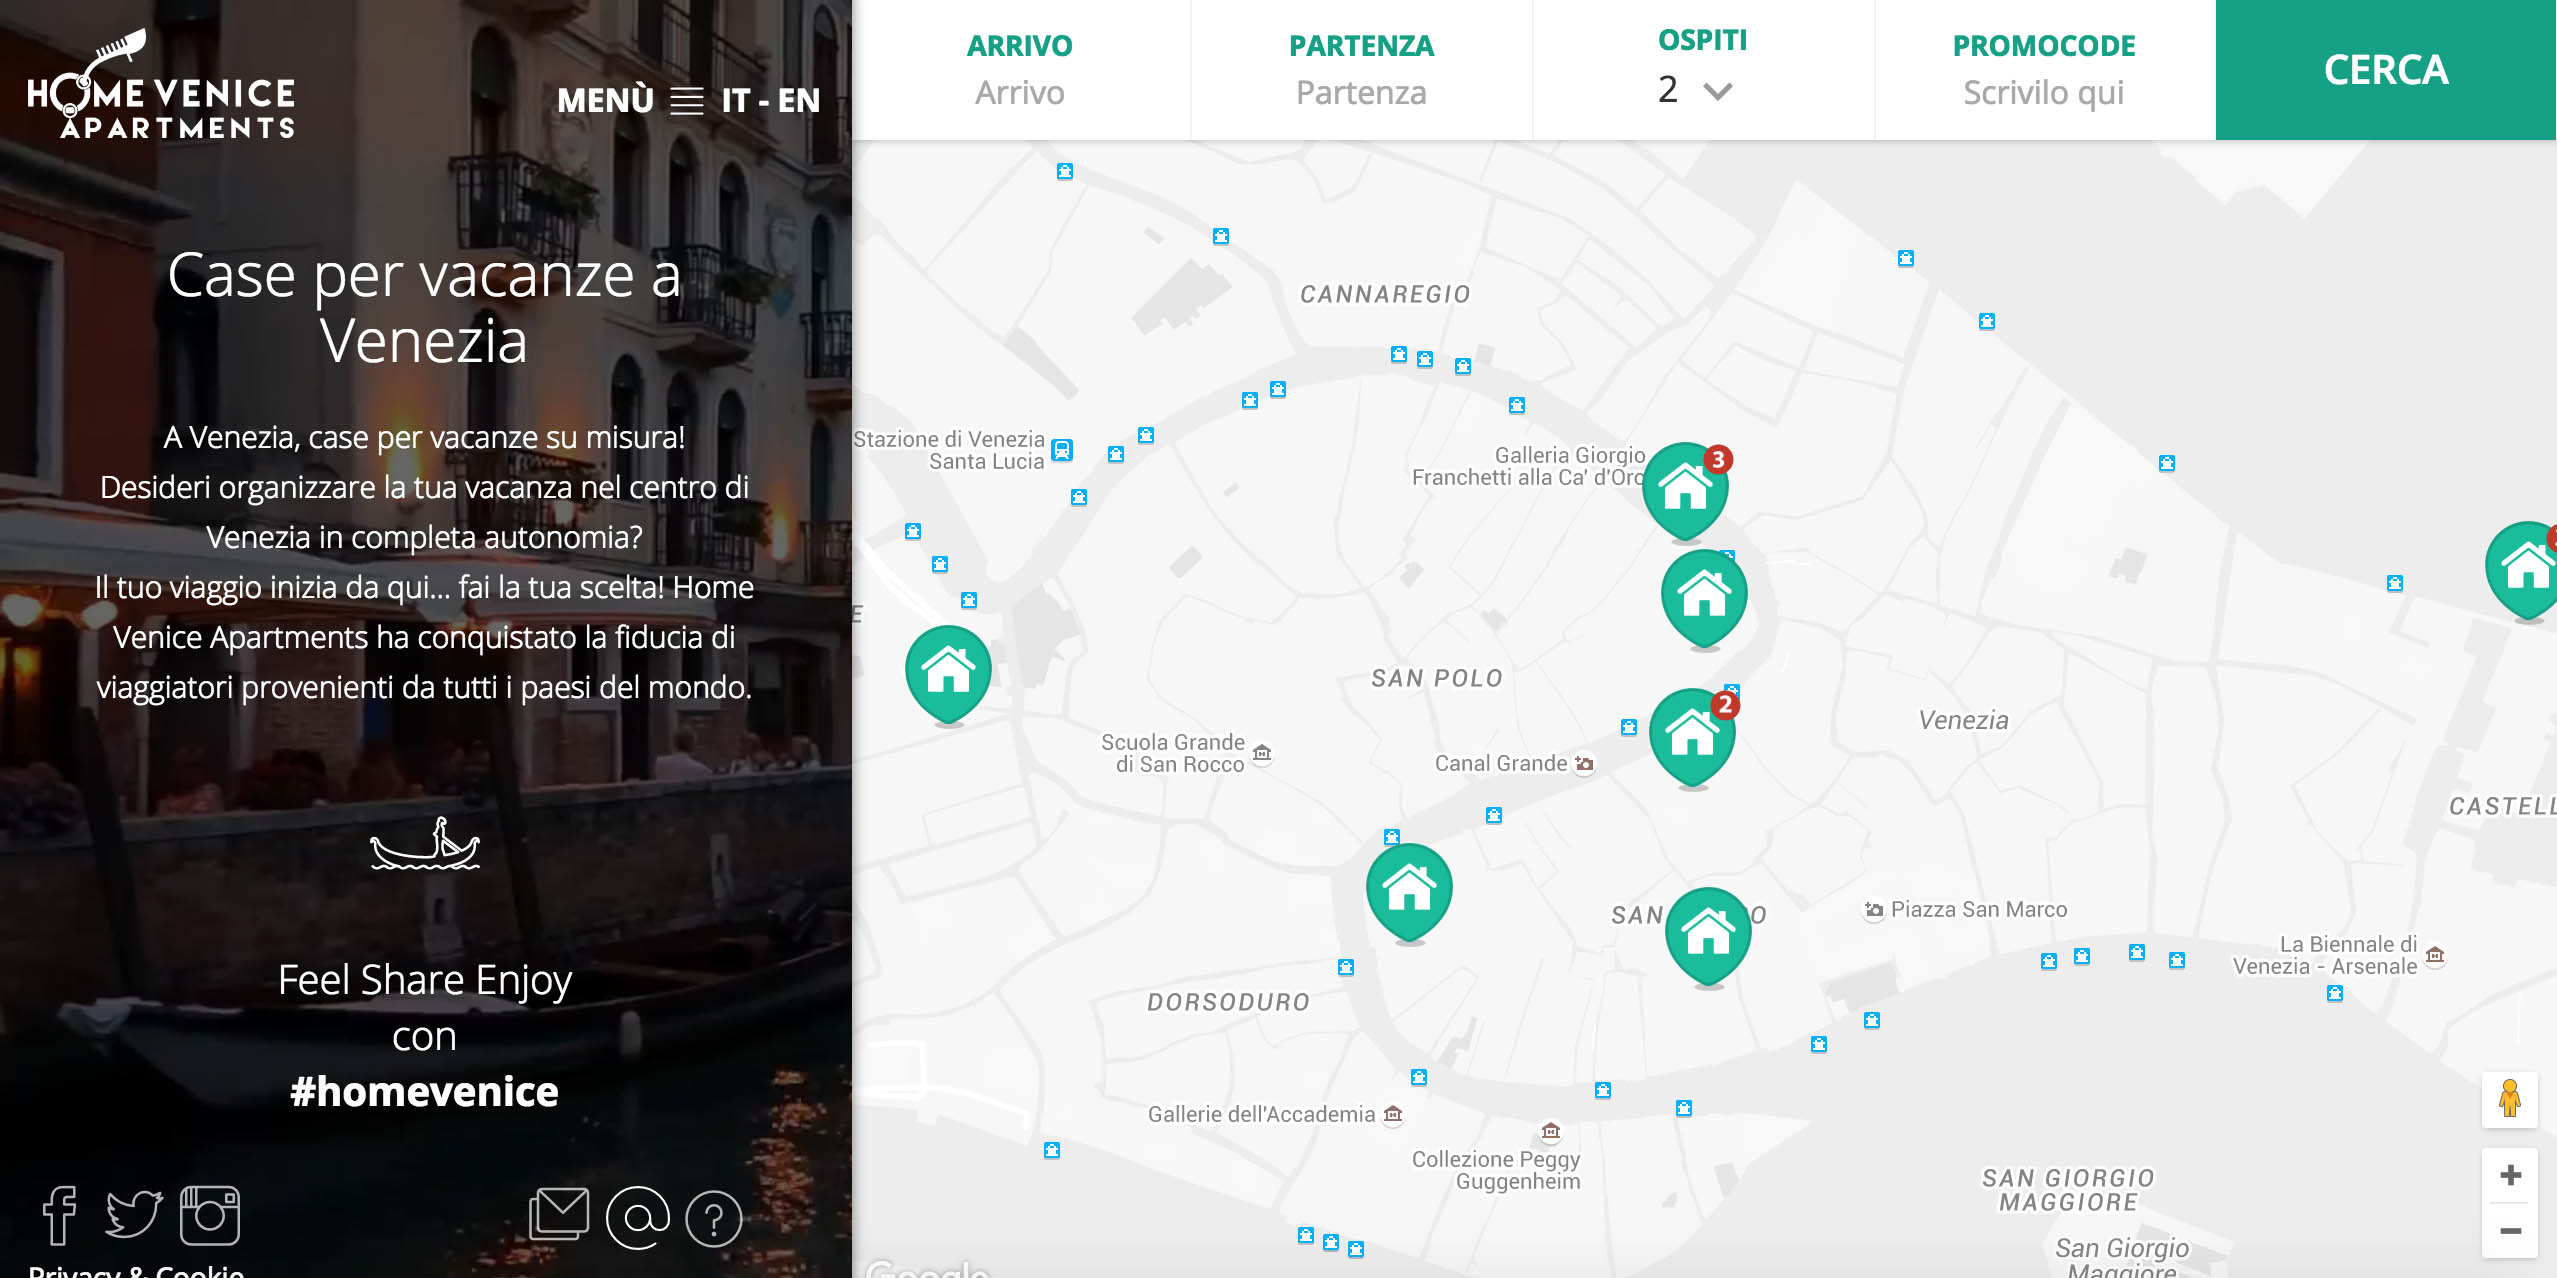 HOME VENICE
APARTMENTS
MENÙ IT - EN
Case per vacanze a
Venezia
A Venezia, case per vacanze su misura!
Desideri organizzare la tua vacanza nel centro di
Venezia in completa autonomia?
Il tuo viaggio inizia da qui... fai la tua scelta! Home
Venice Apartments ha conquistato la fiducia di
viaggiatori provenienti da tutti i paesi del mondo.
Feel Share Enjoy
con
#homevenice
Privacy & Cookie
ARRIVO
Arrivo
PARTENZA
Partenza
OSPITI
2
PROMOCODE
Scrivilo qui
CERCA
CANNAREGIO
Stazione di Venezia
Santa Lucia
Galleria Giorgio
Franchetti alla Ca' d'Oro
3
E
SAN POLO
2
Venezia
Scuola Grande
di San Rocco
Canal Grande
CASTELL
SAN
O
Piazza San Marco
La Biennale di
Venezia - Arsenale
DORSODURO
Gallerie dell'Accademia
Collezione Peggy
Guggenheim
SAN GIORGIO
MAGGIORE
San Giorgio
Maggiore
+
−
Google